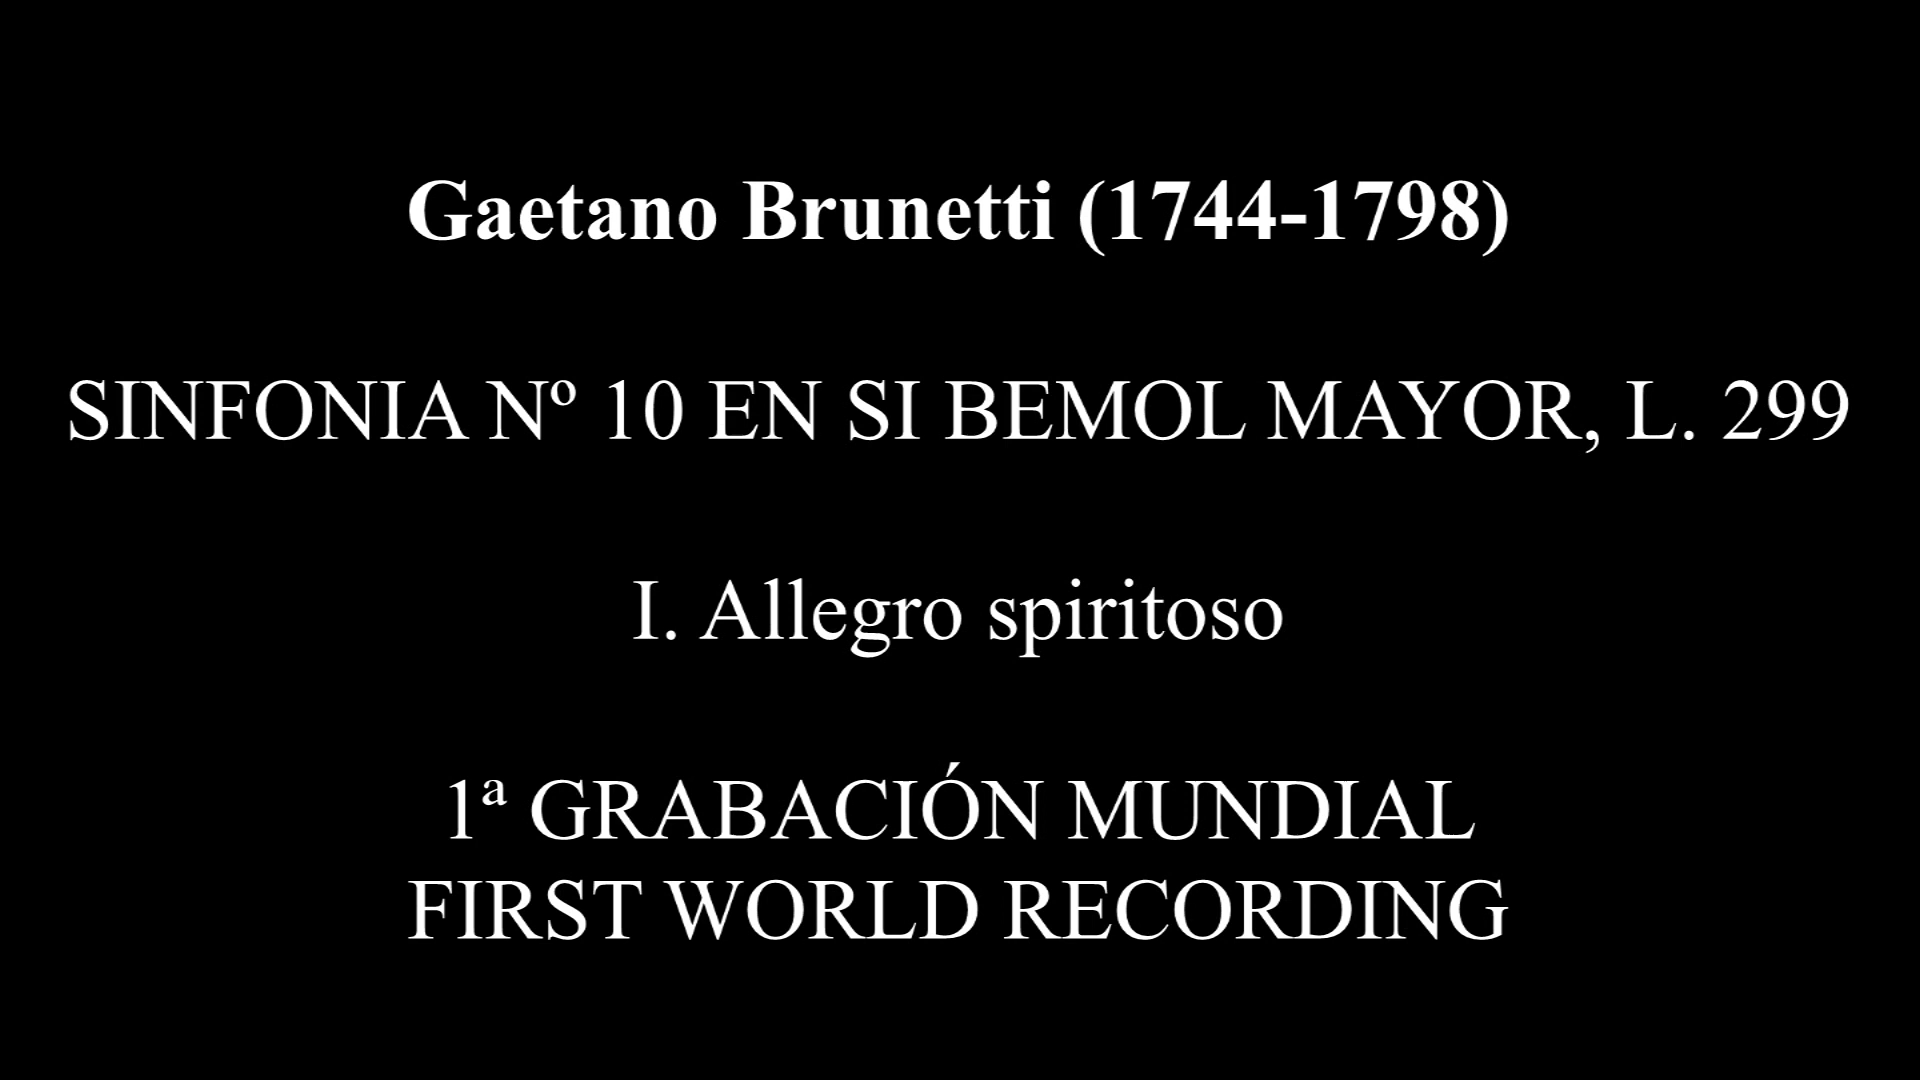 Gaetano Brunetti (1744-1798)
SINFONIA Nº 10 EN SI BEMOL MAYOR, L. 299
I. Allegro spiritoso
1ª GRABACIÓN MUNDIAL
FIRST WORLD RECORDING